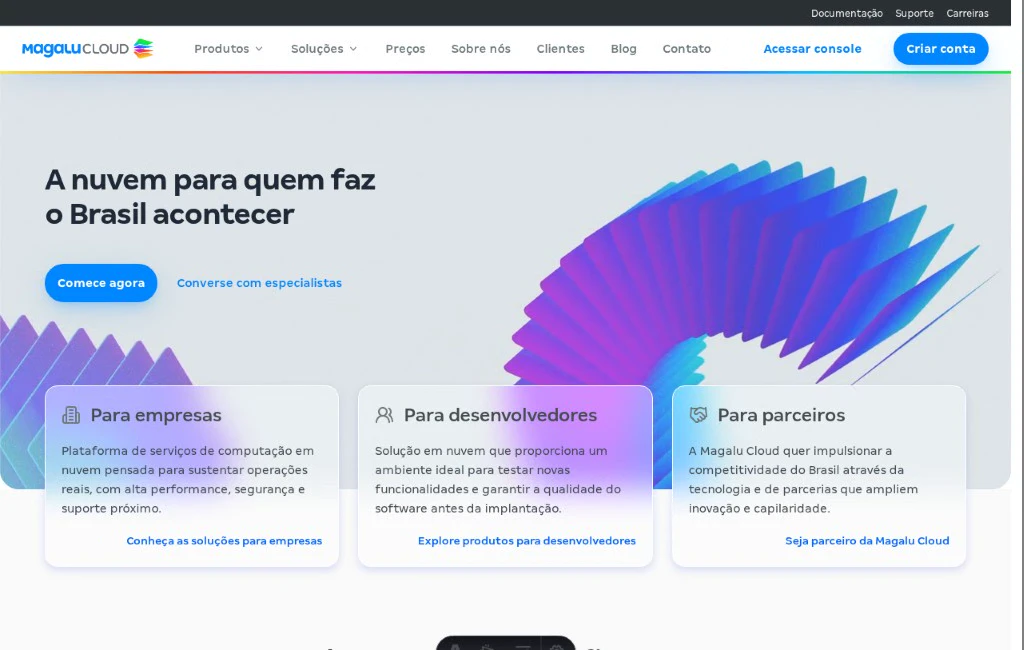 Documentação Suporte Carreiras
MagaluCLOUD Produtos Soluções Preços Sobre nós Clientes Blog Contato Acessar console Criar conta
A nuvem para quem faz
o Brasil acontecer
Comece agora Converse com especialistas
Para empresas
Plataforma de serviços de computação em
nuvem pensada para sustentar operações
reais, com alta performance, segurança e
suporte próximo.
Conheça as soluções para empresas
Para desenvolvedores
Solução em nuvem que proporciona um
ambiente ideal para testar novas
funcionalidades e garantir a qualidade do
software antes da implantação.
Explore produtos para desenvolvedores
Para parceiros
A Magalu Cloud quer impulsionar a
competitividade do Brasil através da
tecnologia e de parcerias que ampliem
inovação e capilaridade.
Seja parceiro da Magalu Cloud